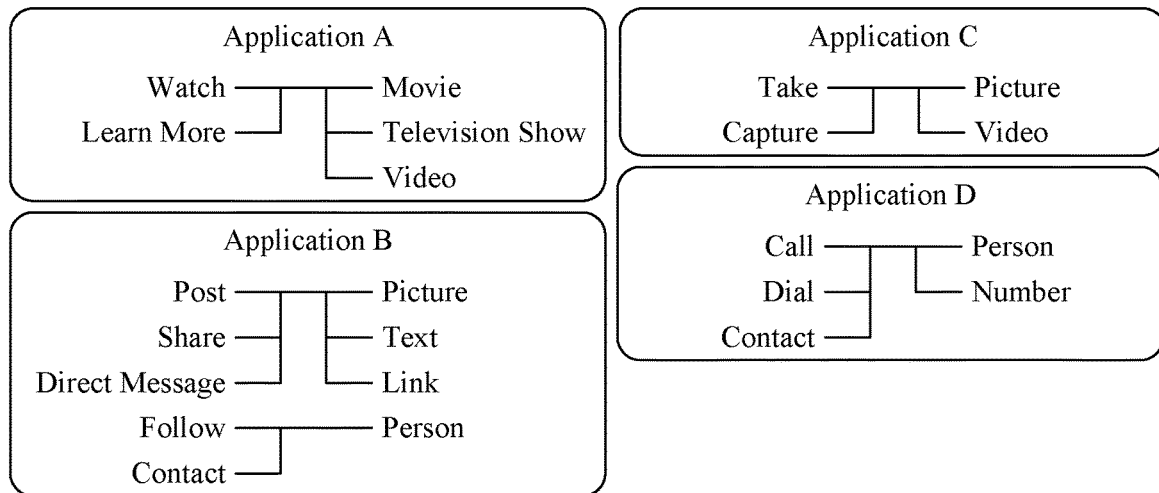 Application A
Watch Movie
Learn More Television Show
Video
Application B
Post Picture
Share Text
Direct Message Link
Follow Person
Contact
Application C
Take Picture
Capture Video
Application D
Call Person
Dial Number
Contact